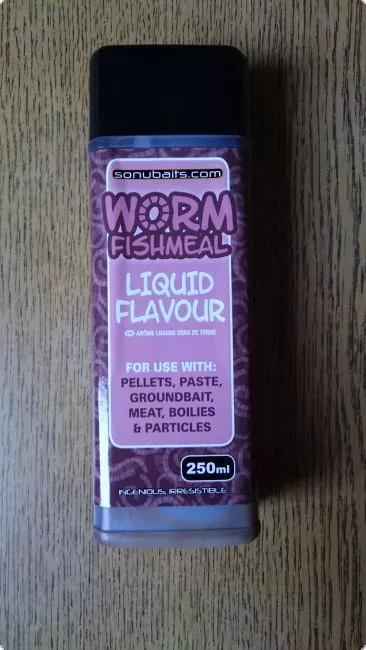 sonubaits.com
WORM
FISHMEAL
LIQUID
FLAVOUR
ARÔME LIQUIDE VERS DE TERRE
FOR USE WITH:
PELLETS, PASTE,
GROUNDBAIT,
MEAT, BOILIES
& PARTICLES
250ml
INGENIOUS, IRRESISTIBLE